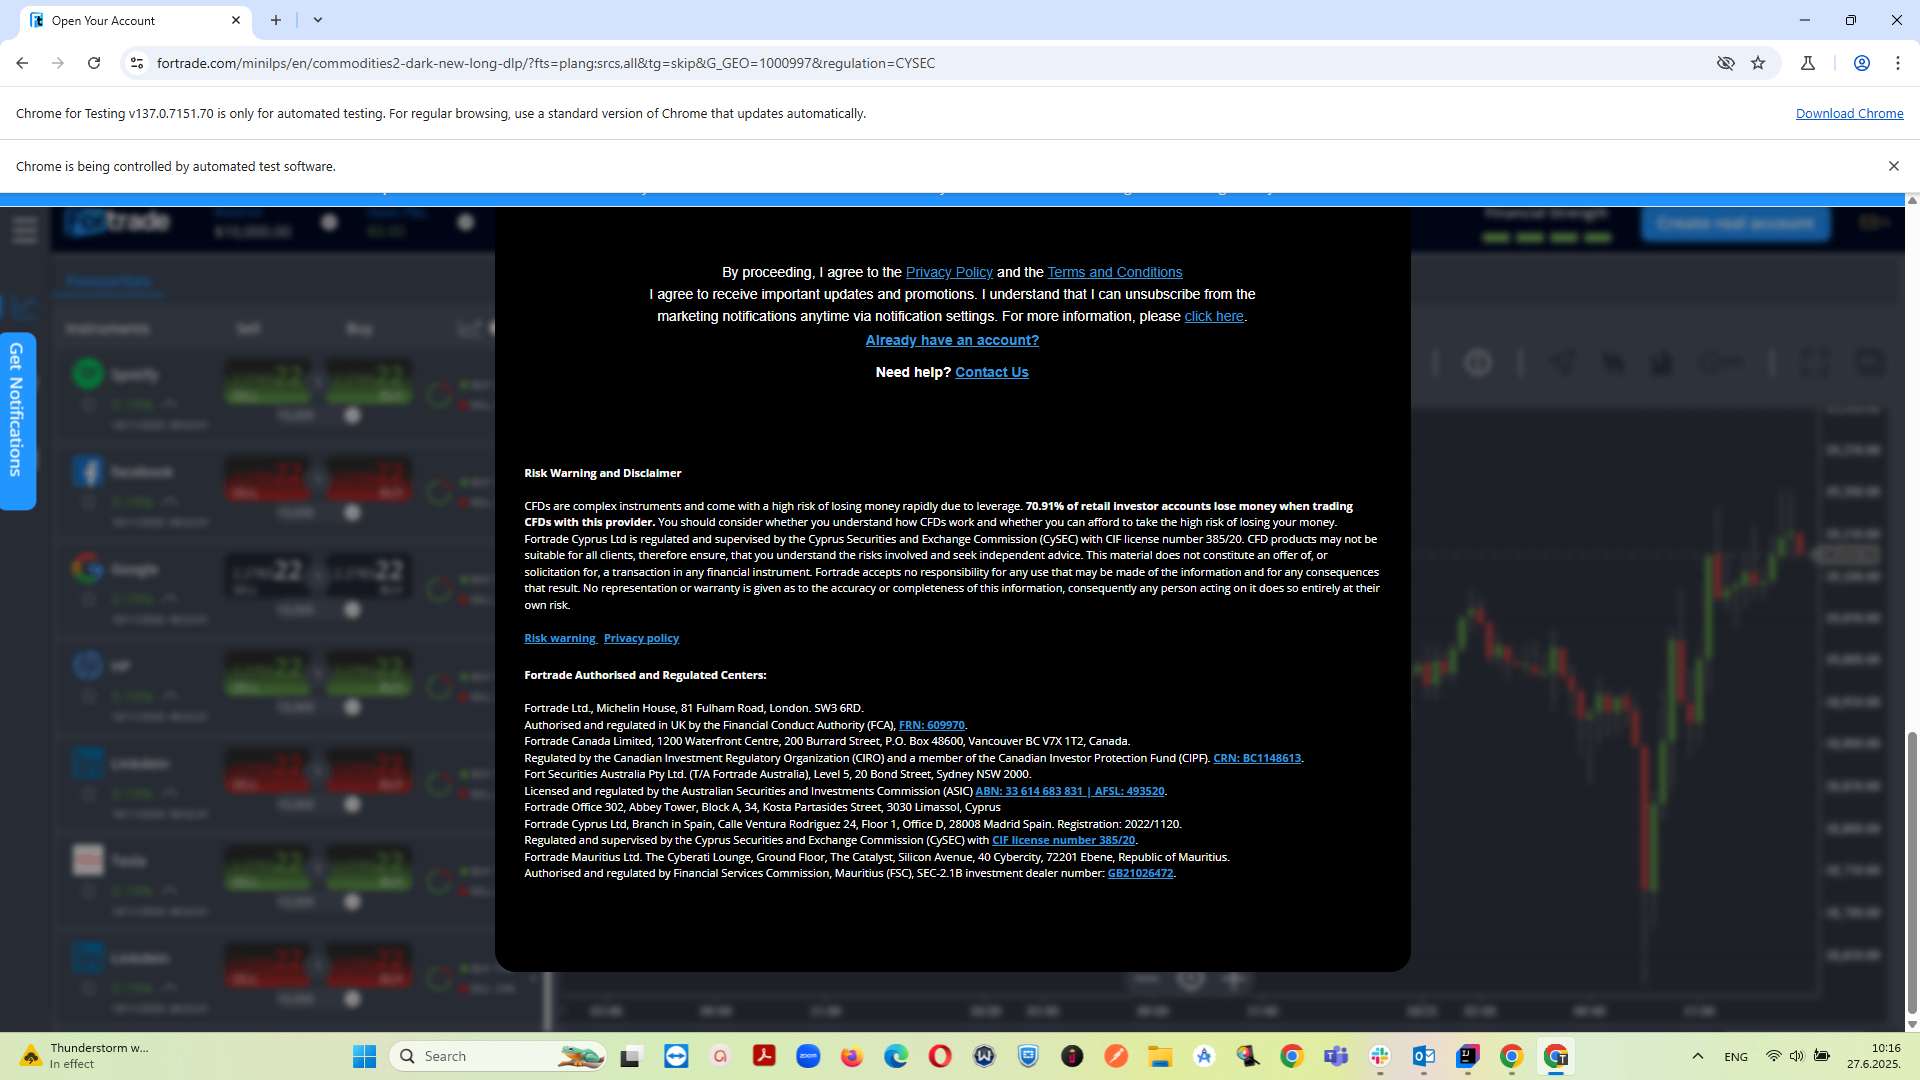 Open Your Account
fortrade.com/minilps/en/commodities2-dark-new-long-dlp/?fts=plang:srcs,all&tg=skip&G_GEO=1000997&regulation=CYSEC
Chrome for Testing v137.0.7151.70 is only for automated testing. For regular browsing, use a standard version of Chrome that updates automatically.
Download Chrome
Chrome is being controlled by automated test software.
trade
Create real account
Favourites
Instruments Sell Buy
Get Notifications
Spotify
facebook
Google
HP
Linkdein
Tesla
Linkdein
By proceeding, I agree to the Privacy Policy and the Terms and Conditions
I agree to receive important updates and promotions. I understand that I can unsubscribe from the
marketing notifications anytime via notification settings. For more information, please click here.
Already have an account?
Need help? Contact Us
Risk Warning and Disclaimer
CFDs are complex instruments and come with a high risk of losing money rapidly due to leverage. 70.91% of retail investor accounts lose money when trading
CFDs with this provider. You should consider whether you understand how CFDs work and whether you can afford to take the high risk of losing your money.
Fortrade Cyprus Ltd is regulated and supervised by the Cyprus Securities and Exchange Commission (CySEC) with CIF license number 385/20. CFD products may not be
suitable for all clients, therefore ensure, that you understand the risks involved and seek independent advice. This material does not constitute an offer of, or
solicitation for, a transaction in any financial instrument. Fortrade accepts no responsibility for any use that may be made of the information and for any consequences
that result. No representation or warranty is given as to the accuracy or completeness of this information, consequently any person acting on it does so entirely at their
own risk.
Risk warning Privacy policy
Fortrade Authorised and Regulated Centers:
Fortrade Ltd., Michelin House, 81 Fulham Road, London. SW3 6RD.
Authorised and regulated in UK by the Financial Conduct Authority (FCA), FRN: 609970.
Fortrade Canada Limited, 1200 Waterfront Centre, 200 Burrard Street, P.O. Box 48600, Vancouver BC V7X 1T2, Canada.
Regulated by the Canadian Investment Regulatory Organization (CIRO) and a member of the Canadian Investor Protection Fund (CIPF). CRN: BC1148613.
Fort Securities Australia Pty Ltd. (T/A Fortrade Australia), Level 5, 20 Bond Street, Sydney NSW 2000.
Licensed and regulated by the Australian Securities and Investments Commission (ASIC) ABN: 33 614 683 831 | AFSL: 493520.
Fortrade Office 302, Abbey Tower, Block A, 34, Kosta Partasides Street, 3030 Limassol, Cyprus
Fortrade Cyprus Ltd, Branch in Spain, Calle Ventura Rodriguez 24, Floor 1, Office D, 28008 Madrid Spain. Registration: 2022/1120.
Regulated and supervised by the Cyprus Securities and Exchange Commission (CySEC) with CIF license number 385/20.
Fortrade Mauritius Ltd. The Cyberati Lounge, Ground Floor, The Catalyst, Silicon Avenue, 40 Cybercity, 72201 Ebene, Republic of Mauritius.
Authorised and regulated by Financial Services Commission, Mauritius (FSC), SEC-2.1B investment dealer number: GB21026472.
Thunderstorm w...
In effect
Search
ENG
10:16
27.6.2025.